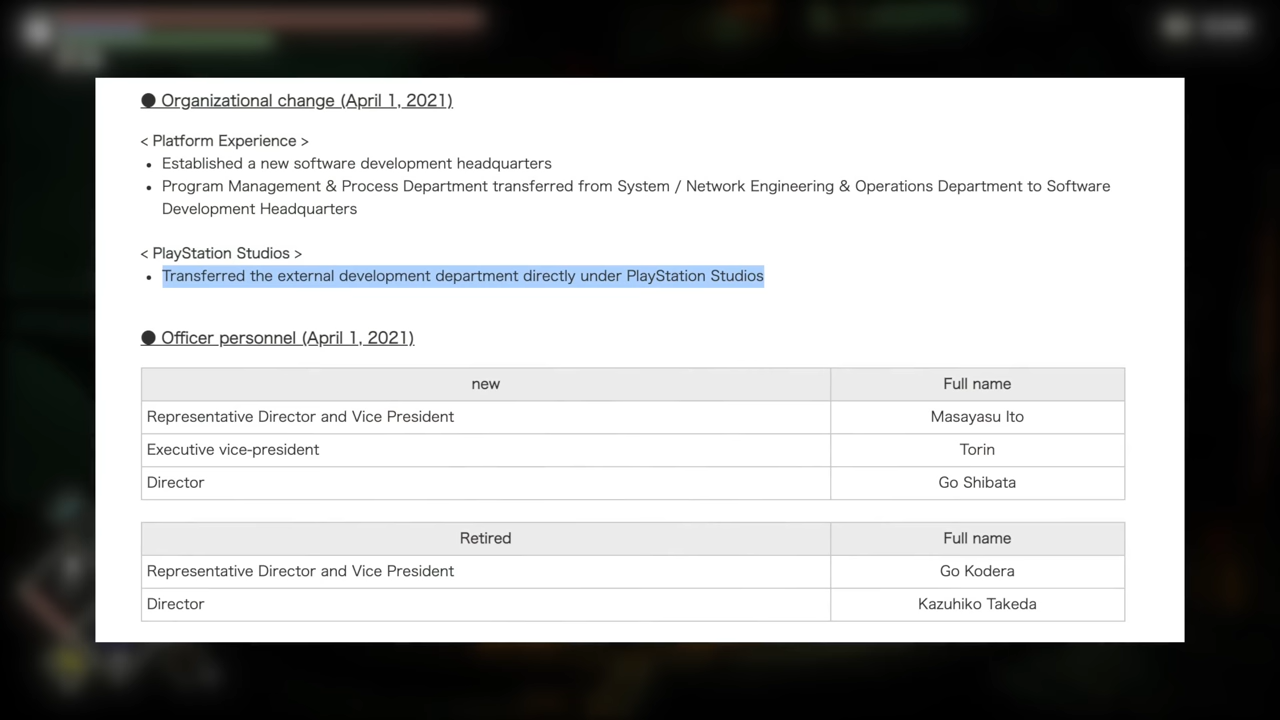 ● Organizational change (April 1, 2021)
< Platform Experience >
• Established a new software development headquarters
• Program Management & Process Department transferred from System / Network Engineering & Operations Department to Software
Development Headquarters
< PlayStation Studios >
• Transferred the external development department directly under PlayStation Studios
● Officer personnel (April 1, 2021)
new Full name
Representative Director and Vice President Masayasu Ito
Executive vice-president Torin
Director Go Shibata
Retired Full name
Representative Director and Vice President Go Kodera
Director Kazuhiko Takeda